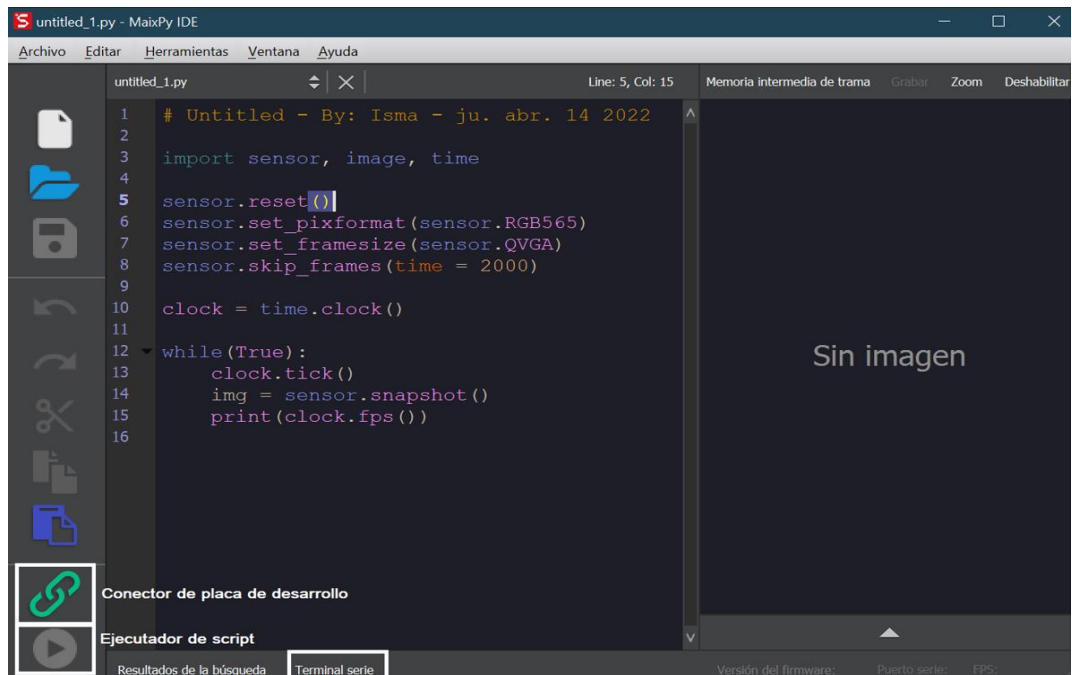 untitled_1.py - MaixPy IDE
Archivo Editar Herramientas Ventana Ayuda
untitled_1.py Line: 5, Col: 15 Memoria intermedia de trama Grabar Zoom Deshabilitar
1 # Untitled - By: Isma - ju. abr. 14 2022
2
3 import sensor, image, time
4
5 sensor.reset()
6 sensor.set_pixformat(sensor.RGB565)
7 sensor.set_framesize(sensor.QVGA)
8 sensor.skip_frames(time = 2000)
9
10 clock = time.clock()
11
12 while(True):
13     clock.tick()
14     img = sensor.snapshot()
15     print(clock.fps())
16
Sin imagen
Conector de placa de desarrollo
Ejecutador de script
Resultados de la búsqueda Terminal serie Versión del firmware: Puerto serie: FPS: